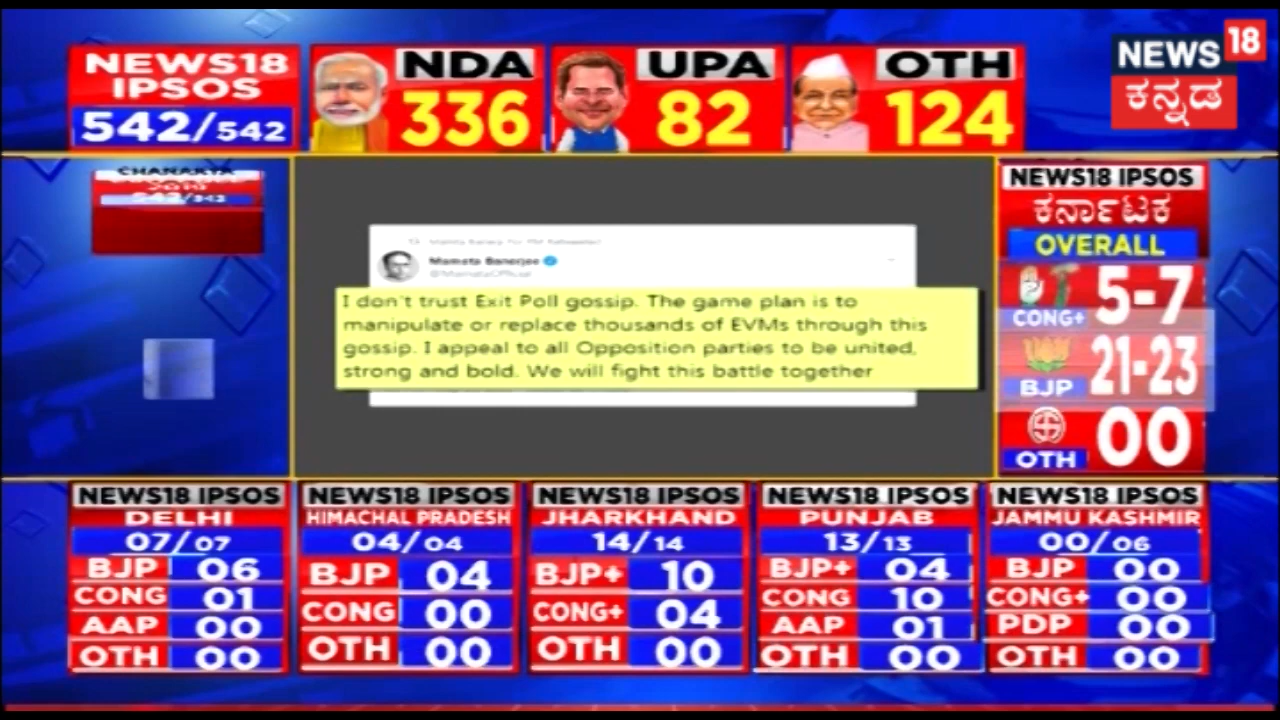 NEWS18
IPSOS
542/542
NDA
336
UPA
82
OTH
124
NEWS 18
ಕನ್ನಡ
CHANAKYA
542/542
Mamata Banerjee
@MamataOfficial
I don't trust Exit Poll gossip. The game plan is to
manipulate or replace thousands of EVMs through this
gossip. I appeal to all Opposition parties to be united,
strong and bold. We will fight this battle together
NEWS18 IPSOS
ಕರ್ನಾಟಕ
OVERALL
CONG+ 5-7
BJP 21-23
OTH 00
NEWS18 IPSOS
DELHI
07/07
BJP 06
CONG 01
AAP 00
OTH 00
NEWS18 IPSOS
HIMACHAL PRADESH
04/04
BJP 04
CONG 00
OTH 00
NEWS18 IPSOS
JHARKHAND
14/14
BJP+ 10
CONG+ 04
OTH 00
NEWS18 IPSOS
PUNJAB
13/13
BJP+ 04
CONG 10
AAP 01
OTH 00
NEWS18 IPSOS
JAMMU KASHMIR
00/06
BJP 00
CONG+ 00
PDP 00
OTH 00